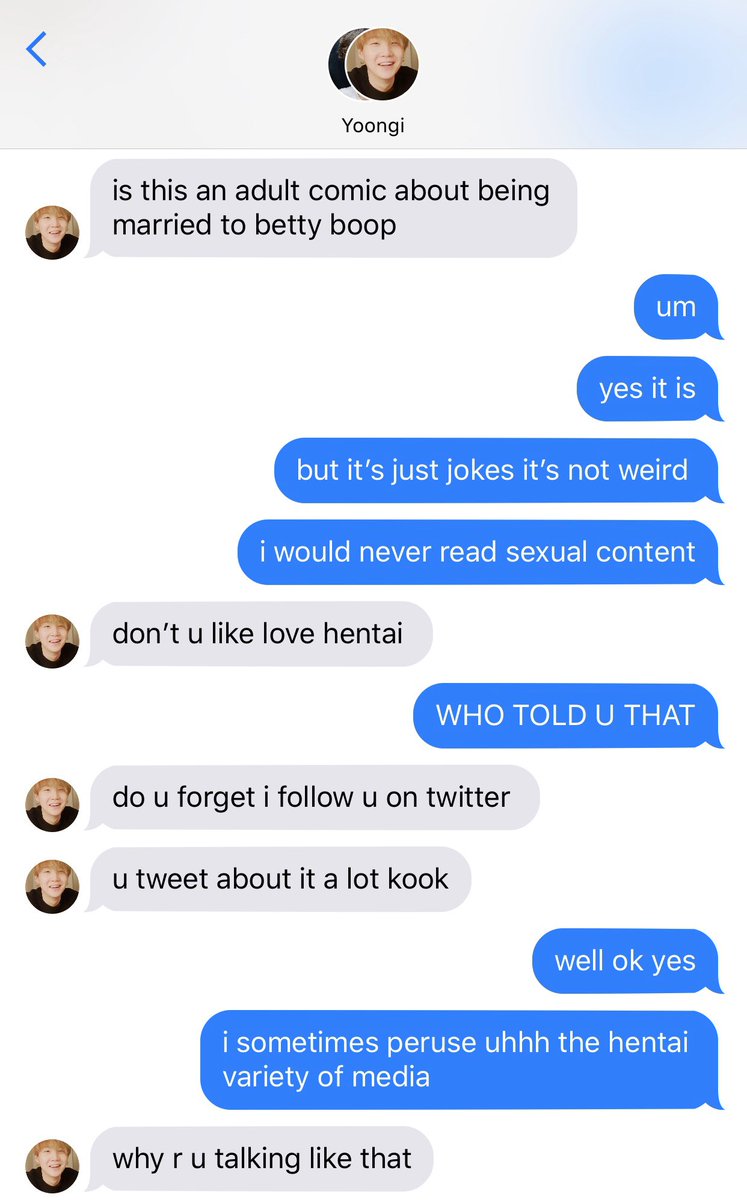 Yoongi
is this an adult comic about being
married to betty boop
um
yes it is
but it’s just jokes it’s not weird
i would never read sexual content
don’t u like love hentai
WHO TOLD U THAT
do u forget i follow u on twitter
u tweet about it a lot kook
well ok yes
i sometimes peruse uhhh the hentai
variety of media
why r u talking like that